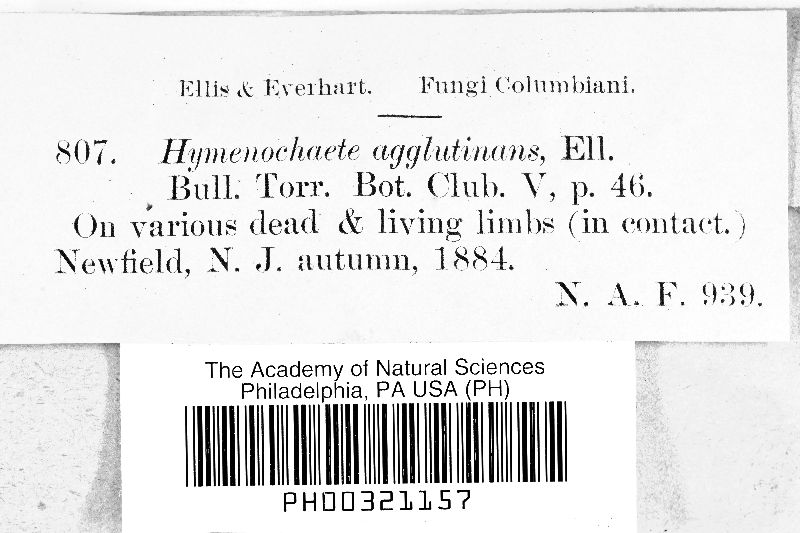 Ellis & Everhart. Fungi Columbiani.
807. Hymenochaete agglutinans, Ell.
Bull. Torr. Bot. Club. V, p. 46.
On various dead & living limbs (in contact.)
Newfield, N. J. autumn, 1884.
N. A. F. 939.
The Academy of Natural Sciences
Philadelphia, PA USA (PH)
PH00321157